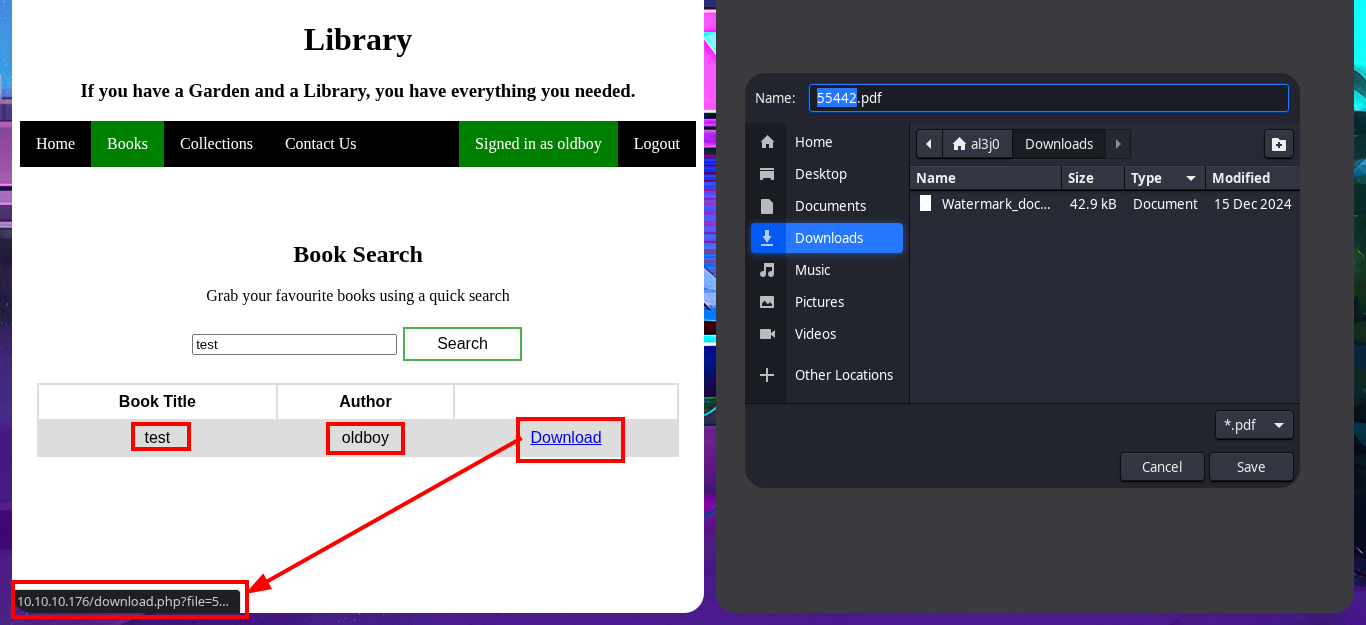 Library
If you have a Garden and a Library, you have everything you needed.
Home Books Collections Contact Us Signed in as oldboy Logout
Book Search
Grab your favourite books using a quick search
test Search
Book Title Author
test oldboy Download
10.10.10.176/download.php?file=5...
Name: 55442.pdf
Home
Desktop
Documents
Downloads
Music
Pictures
Videos
Other Locations
al3j0 Downloads
Name Size Type Modified
Watermark_doc... 42.9 kB Document 15 Dec 2024
*.pdf
Cancel Save